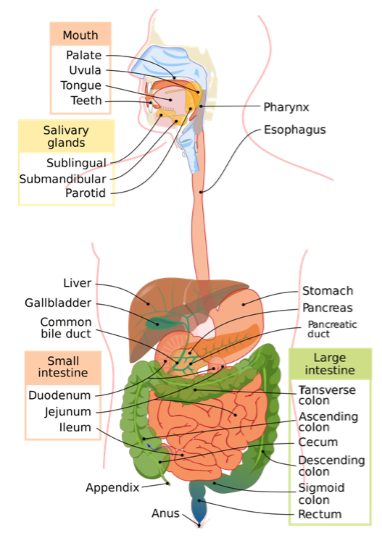 Mouth
Palate
Uvula
Tongue
Teeth
Salivary
glands
Sublingual
Submandibular
Parotid
Pharynx
Esophagus
Liver
Gallbladder
Common
bile duct
Stomach
Pancreas
Pancreatic
duct
Small
intestine
Duodenum
Jejunum
Ileum
Large
intestine
Tansverse
colon
Ascending
colon
Cecum
Descending
colon
Sigmoid
colon
Rectum
Appendix
Anus